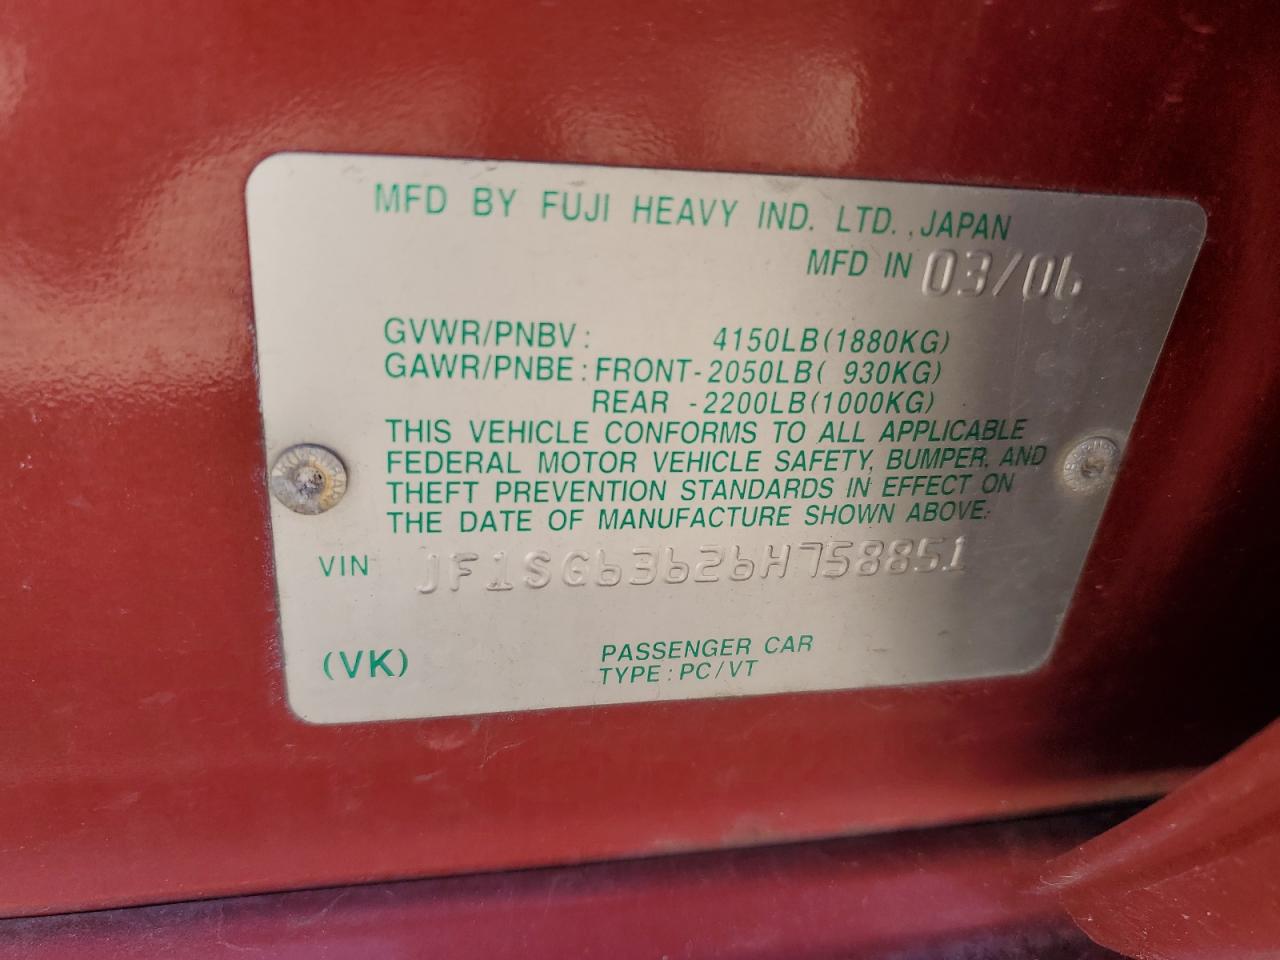 MFD BY FUJI HEAVY IND. LTD., JAPAN
MFD IN 03/06
GVWR/PNBV: 4150LB(1880KG)
GAWR/PNBE: FRONT-2050LB( 930KG)
REAR -2200LB(1000KG)
THIS VEHICLE CONFORMS TO ALL APPLICABLE
FEDERAL MOTOR VEHICLE SAFETY, BUMPER, AND
THEFT PREVENTION STANDARDS IN EFFECT ON
THE DATE OF MANUFACTURE SHOWN ABOVE.
VIN JF1SG63626H758851
(VK) PASSENGER CAR
TYPE: PC/VT